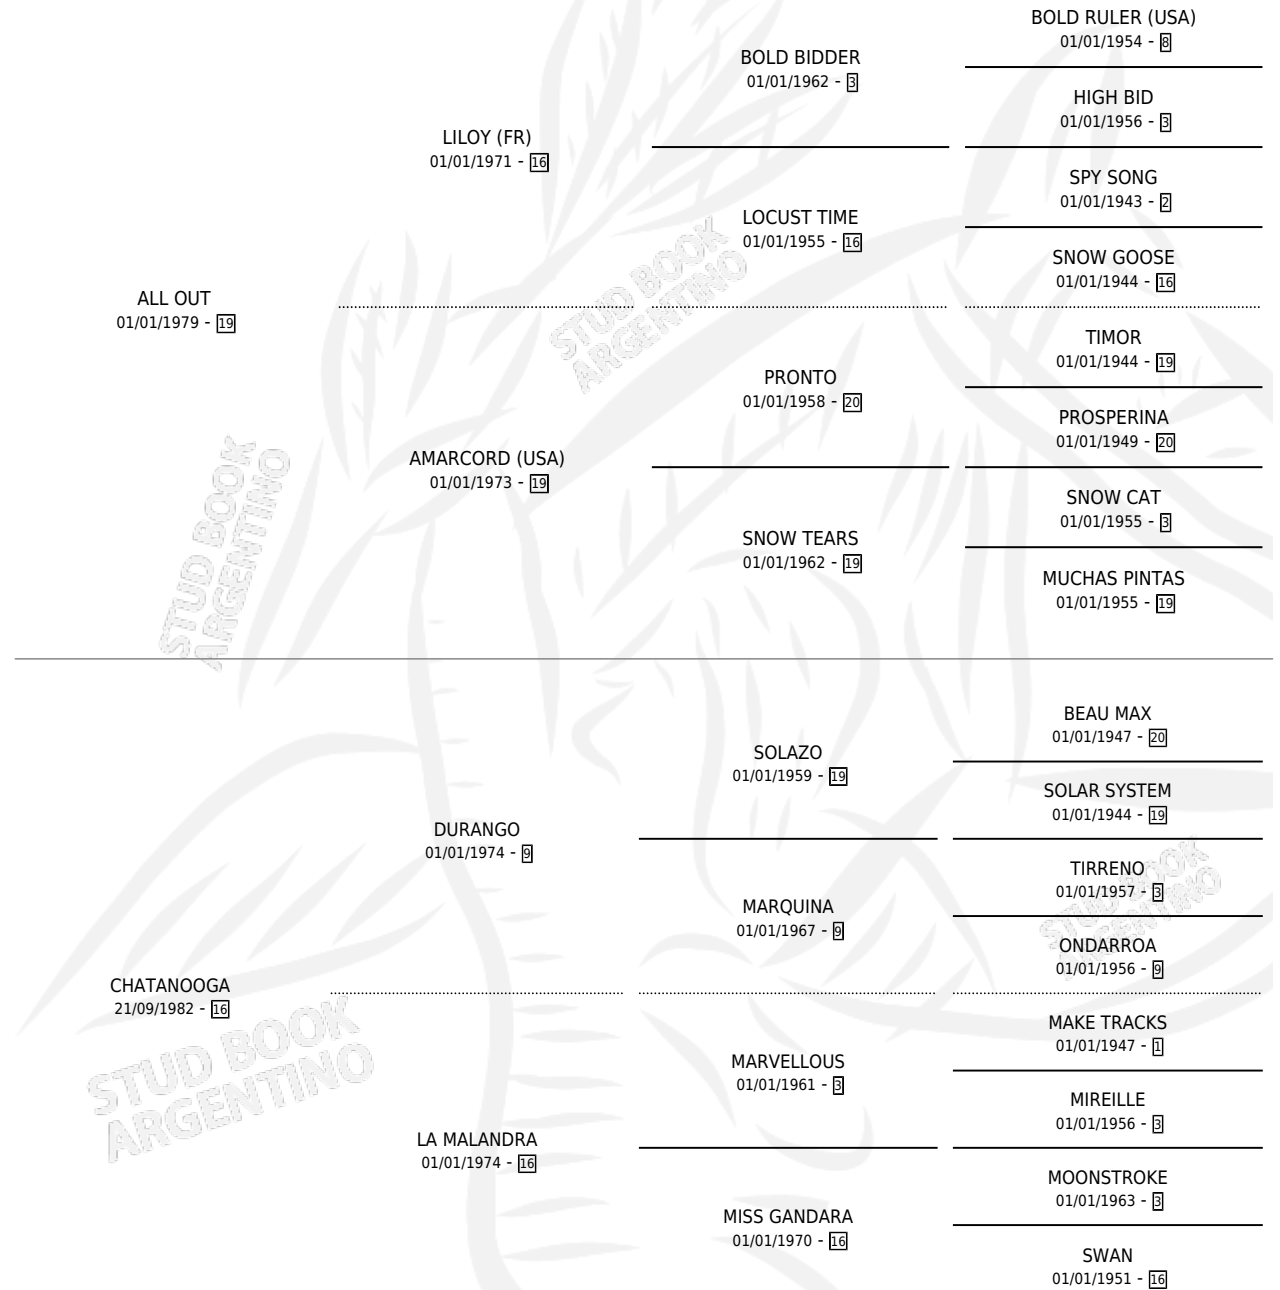 BOLD RULER (USA)
01/01/1954 - 8
BOLD BIDDER
01/01/1962 - 3
HIGH BID
01/01/1956 - 3
LILOY (FR)
01/01/1971 - 16
SPY SONG
01/01/1943 - 2
LOCUST TIME
01/01/1955 - 16
SNOW GOOSE
01/01/1944 - 16
ALL OUT
01/01/1979 - 19
STUD BOOK
ARGENTINO
TIMOR
01/01/1944 - 19
PRONTO
01/01/1958 - 20
PROSPERINA
01/01/1949 - 20
AMARCORD (USA)
01/01/1973 - 19
SNOW CAT
01/01/1955 - 3
SNOW TEARS
01/01/1962 - 19
MUCHAS PINTAS
01/01/1955 - 19
STUD BOOK
ARGENTINO
BEAU MAX
01/01/1947 - 20
SOLAZO
01/01/1959 - 19
SOLAR SYSTEM
01/01/1944 - 19
DURANGO
01/01/1974 - 9
TIRRENO
01/01/1957 - 3
MARQUINA
01/01/1967 - 9
STUD BOOK
ARGENTINO
ONDARROA
01/01/1956 - 9
CHATANOOGA
21/09/1982 - 16
MAKE TRACKS
01/01/1947 - 1
STUD BOOK
ARGENTINO
MARVELLOUS
01/01/1961 - 3
MIREILLE
01/01/1956 - 3
LA MALANDRA
01/01/1974 - 16
MOONSTROKE
01/01/1963 - 3
MISS GANDARA
01/01/1970 - 16
SWAN
01/01/1951 - 16